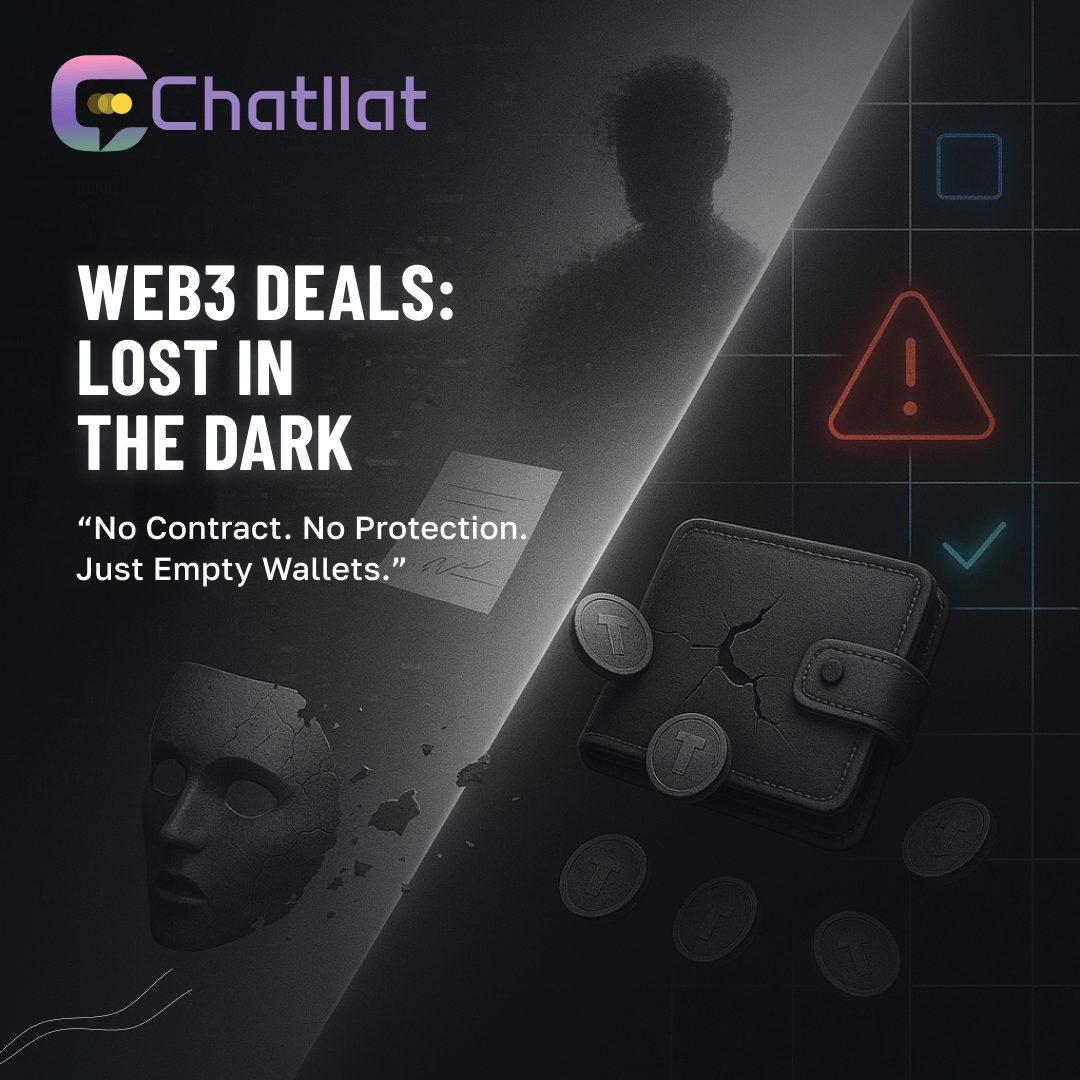 Chatllat
WEB3 DEALS:
LOST IN
THE DARK
“No Contract. No Protection.
Just Empty Wallets.”
T
T
T
T
T
T